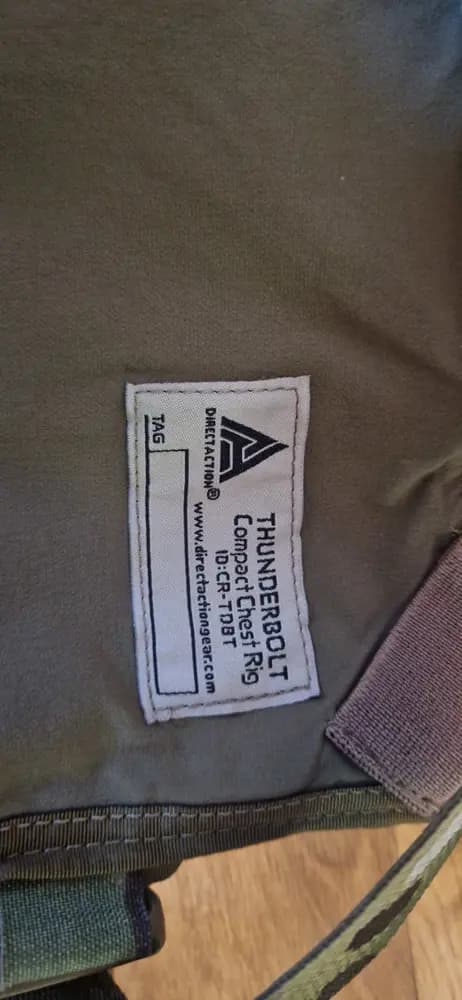 DIRECTACTION®
THUNDERBOLT
Compact Chest Rig
ID:CR-TDBT
www.directactiongear.com
TAG